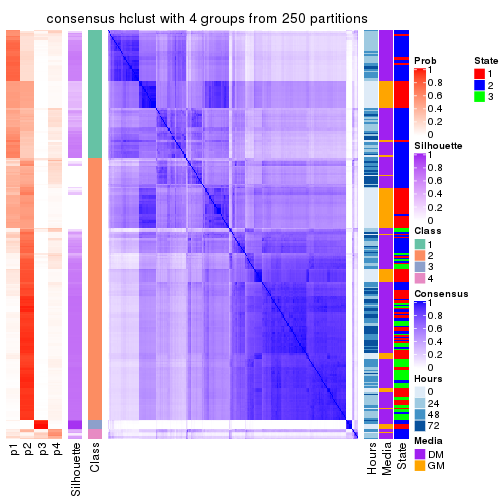 consensus hclust with 4 groups from 250 partitions
Prob
1
0.8
0.6
0.4
0.2
0
State
1
2
3
Silhouette
1
0.8
0.6
0.4
0.2
0
Class
1
2
3
4
Consensus
1
0.8
0.6
0.4
0.2
0
Hours
0
24
48
72
Media
DM
GM
p1
p2
p3
p4
Silhouette
Class
Hours
Media
State